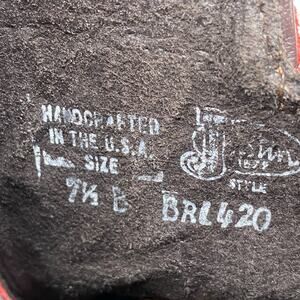 HANDCRAFTED
IN THE U.S.A.
SIZE
7½ B
STYLE
BRL420